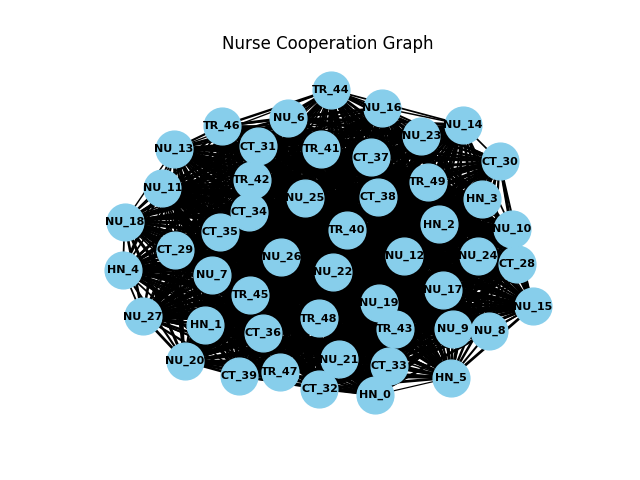 Nurse Cooperation Graph
TR_44
NU_16
NU_6
TR_46
NU_14
NU_23
CT_31
NU_13
TR_41
CT_37
CT_30
TR_42
TR_49
NU_11
NU_25
CT_38
HN_3
CT_34
NU_18
HN_2
NU_10
TR_40
CT_35
CT_29
NU_26
NU_12
NU_24
CT_28
HN_4
NU_7
NU_22
NU_17
TR_45
NU_19
NU_15
NU_27
TR_48
HN_1
TR_43
NU_9
NU_8
CT_36
NU_21
NU_20
CT_33
TR_47
CT_39
HN_5
CT_32
HN_0